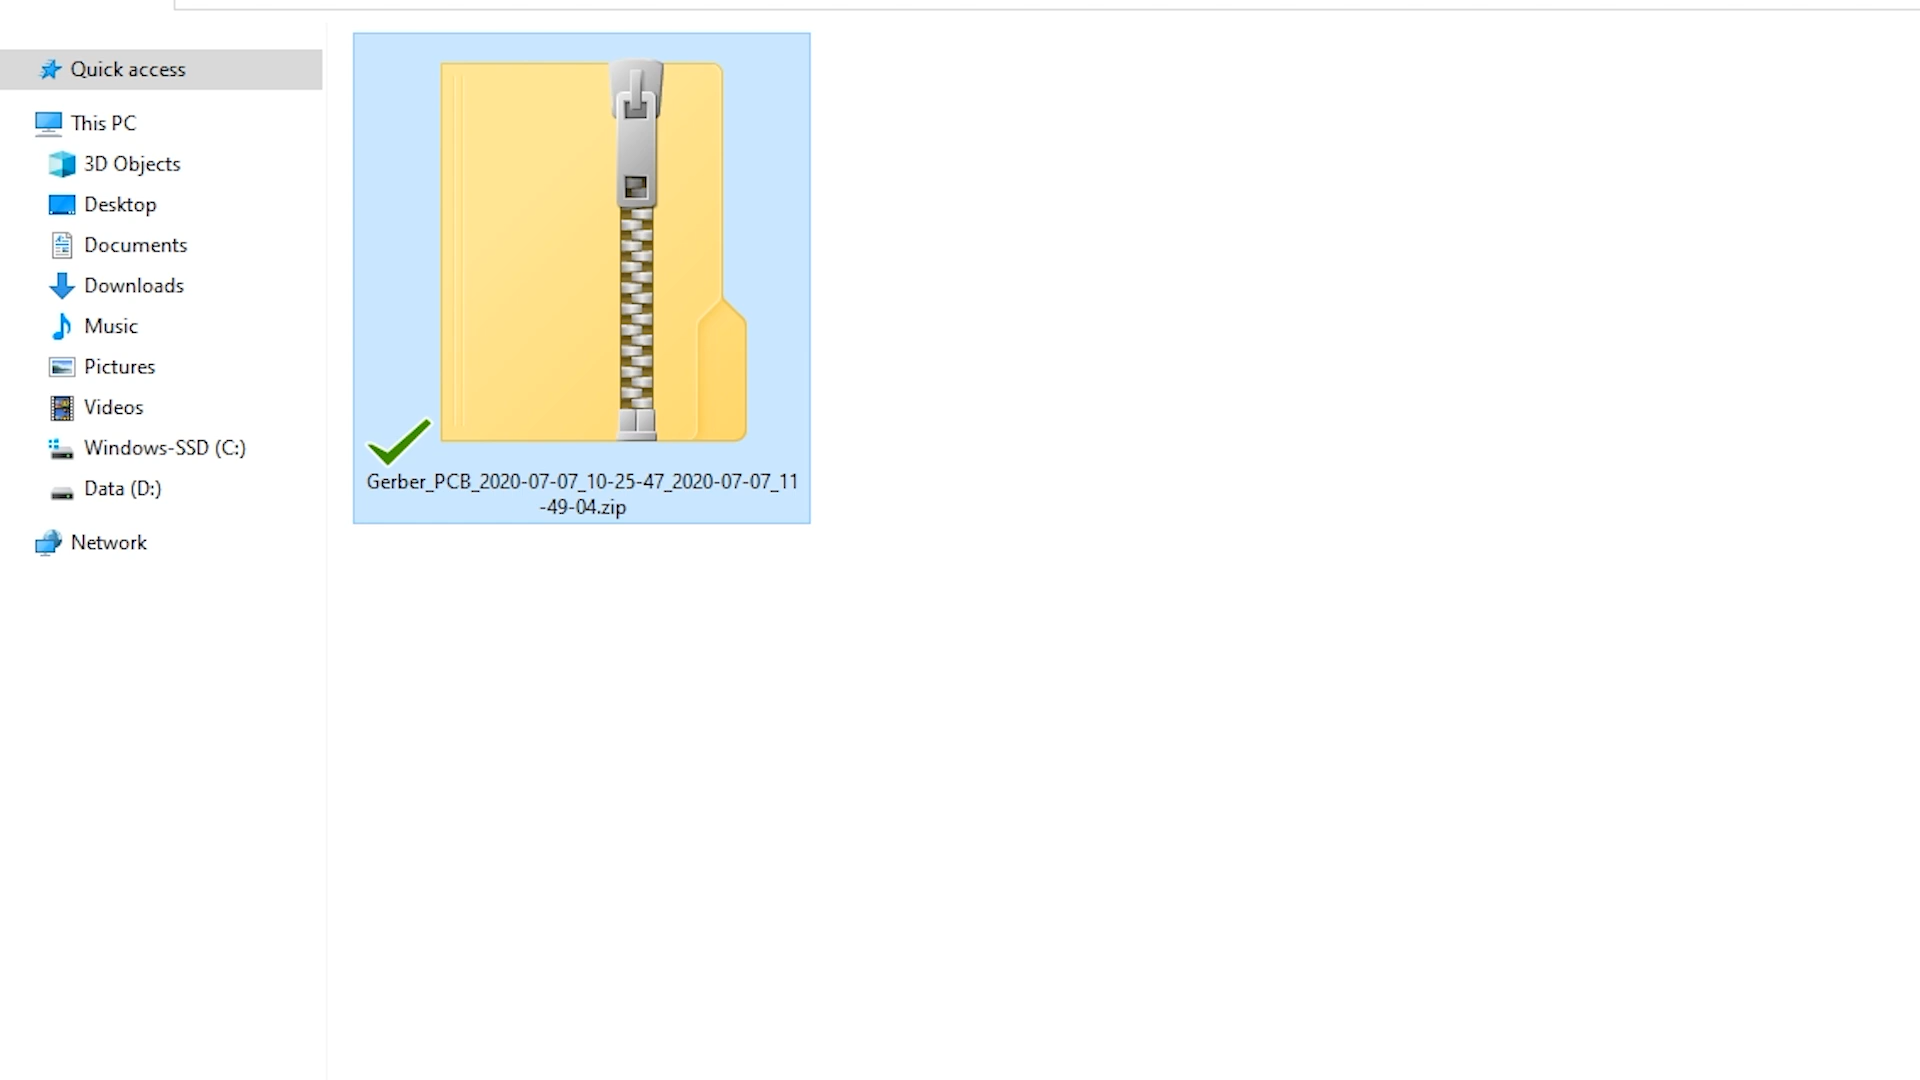 Quick access
This PC
3D Objects
Desktop
Documents
Downloads
Music
Pictures
Videos
Windows-SSD (C:)
Data (D:)
Network
Gerber_PCB_2020-07-07_10-25-47_2020-07-07_11
-49-04.zip